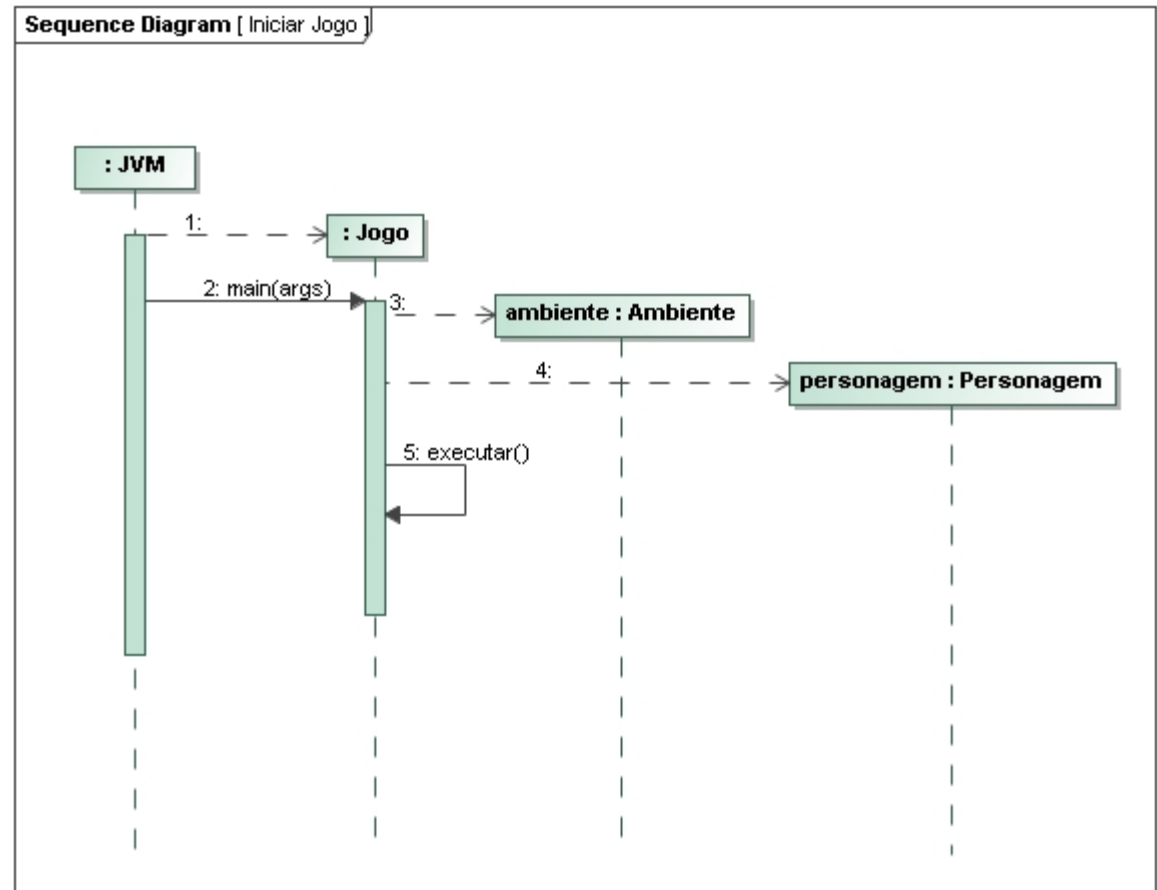 Sequence Diagram [ Iniciar Jogo ]
: JVM
1:
: Jogo
2: main(args)
3:
ambiente : Ambiente
4:
personagem : Personagem
5: executar()